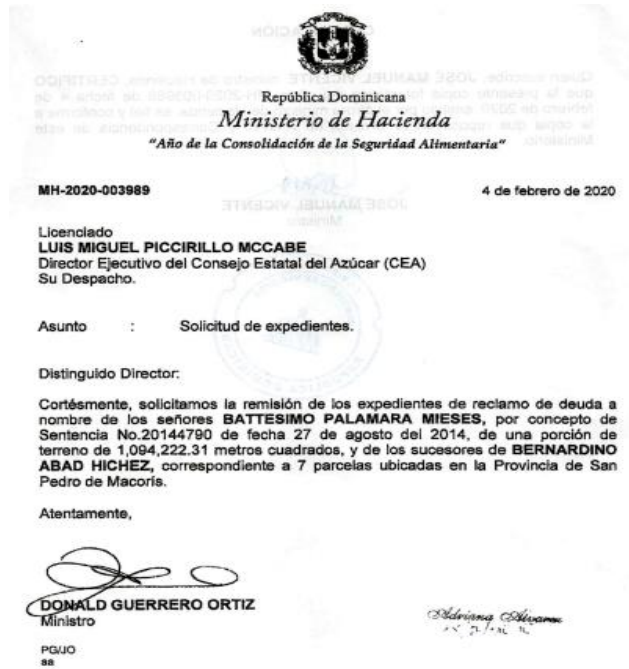 República Dominicana
Ministerio de Hacienda
"Año de la Consolidación de la Seguridad Alimentaria"
MH-2020-003989
4 de febrero de 2020
Licenciado
LUIS MIGUEL PICCIRILLO MCCABE
Director Ejecutivo del Consejo Estatal del Azúcar (CEA)
Su Despacho.
Asunto : Solicitud de expedientes.
Distinguido Director:
Cortésmente, solicitamos la remisión de los expedientes de reclamo de deuda a
nombre de los señores BATTESIMO PALAMARA MIESES, por concepto de
Sentencia No.20144790 de fecha 27 de agosto del 2014, de una porción de
terreno de 1,094,222.31 metros cuadrados, y de los sucesores de BERNARDINO
ABAD HICHEZ, correspondiente a 7 parcelas ubicadas en la Provincia de San
Pedro de Macorís.
Atentamente,
DONALD GUERRERO ORTIZ
Ministro
Adriana Alvarez
PG/JO
aa